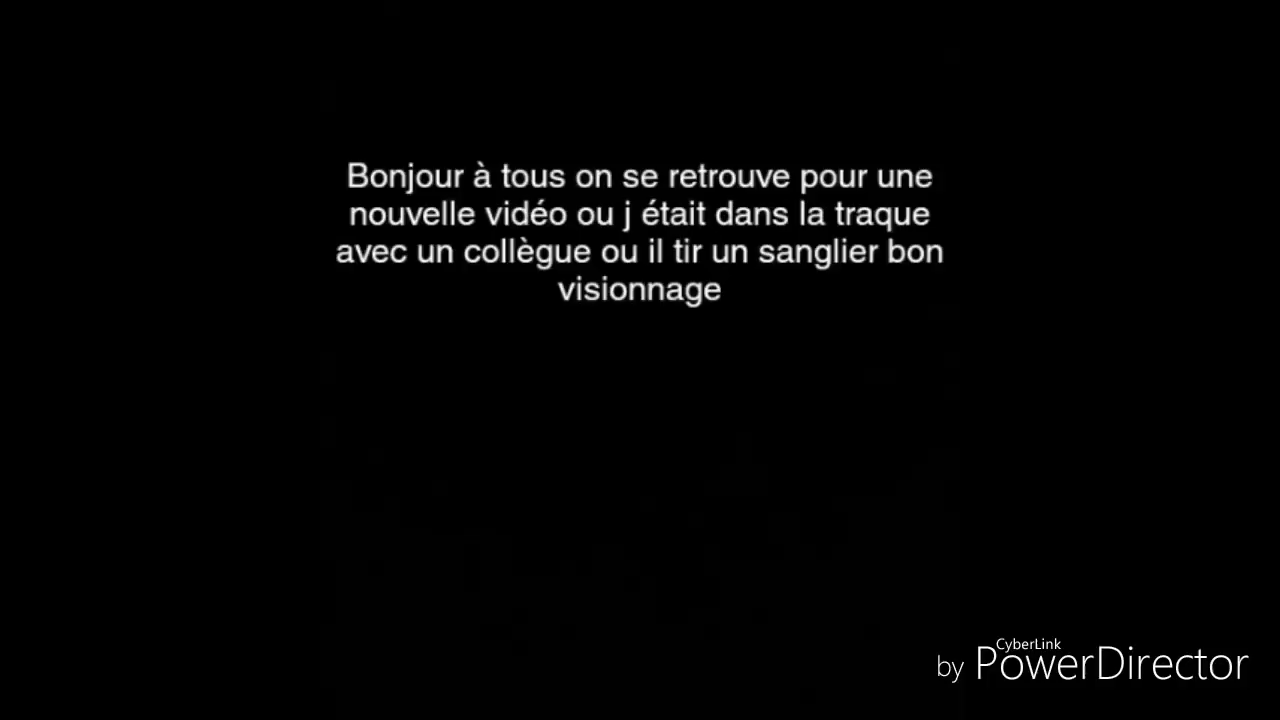 Bonjour à tous on se retrouve pour une
nouvelle vidéo ou j était dans la traque
avec un collègue ou il tir un sanglier bon
visionnage
CyberLink
by PowerDirector